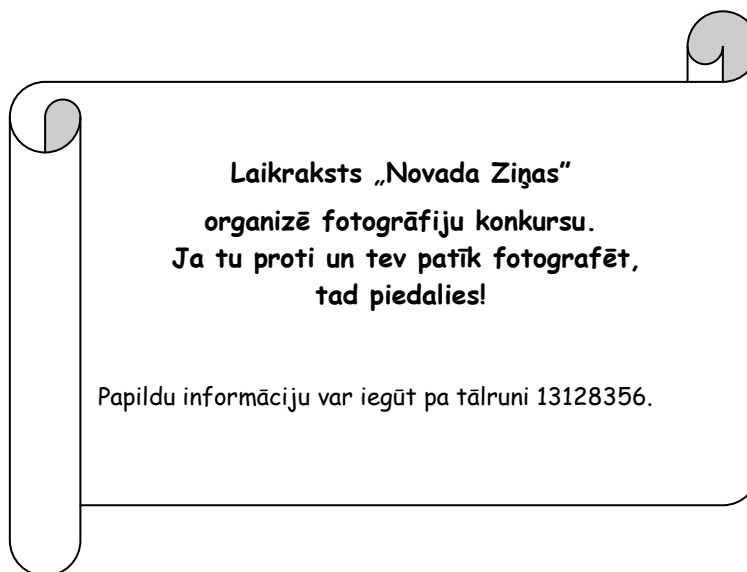 Laikraksts „Novada Ziņas”
organizē fotogrāfiju konkursu.
Ja tu proti un tev patīk fotografēt,
tad piedalies!
Papildu informāciju var iegūt pa tālruni 13128356.